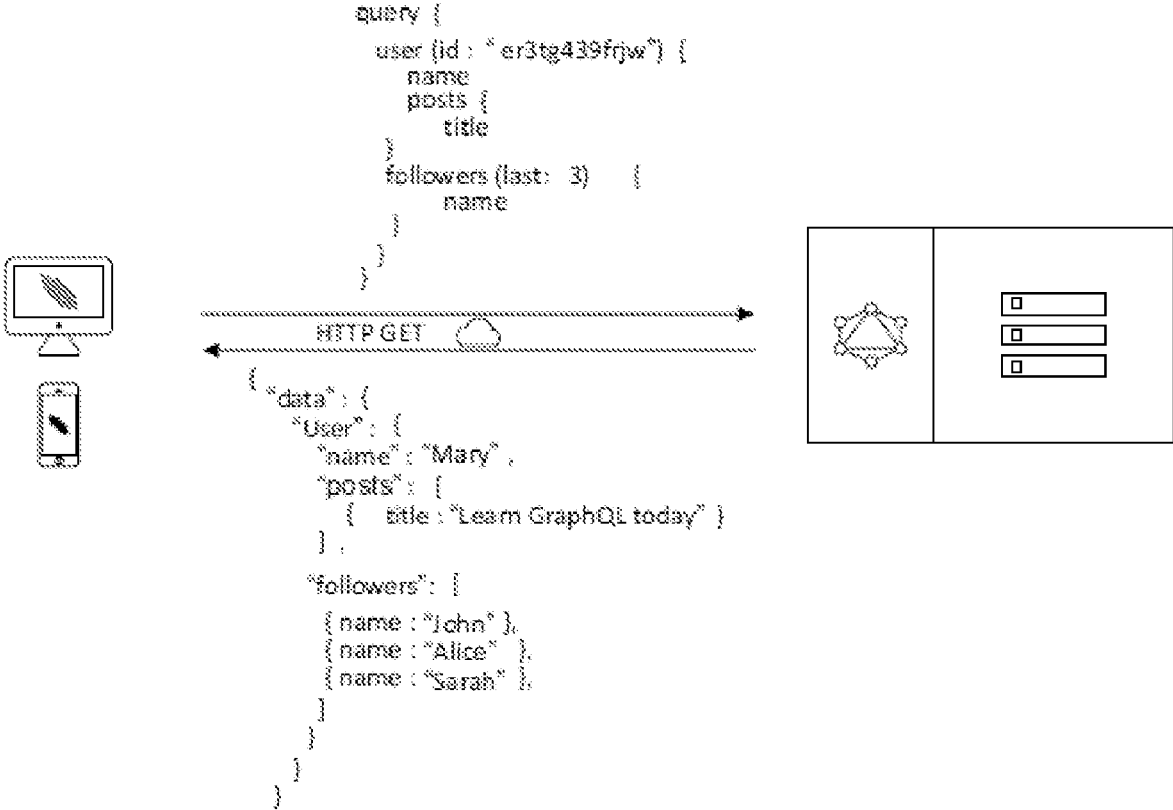 query {
user (id : “ er3tg439frjw”) {
name
posts {
title
}
followers (last: 3) {
name
}
}
}
HTTP GET
{
“data” : {
“User” : {
“name” : “Mary” ,
“posts” : [
{ title : “Learn GraphQL today” }
] ,
“followers” : [
{ name : “John” },
{ name : “Alice” },
{ name : “Sarah” },
]
}
}
}